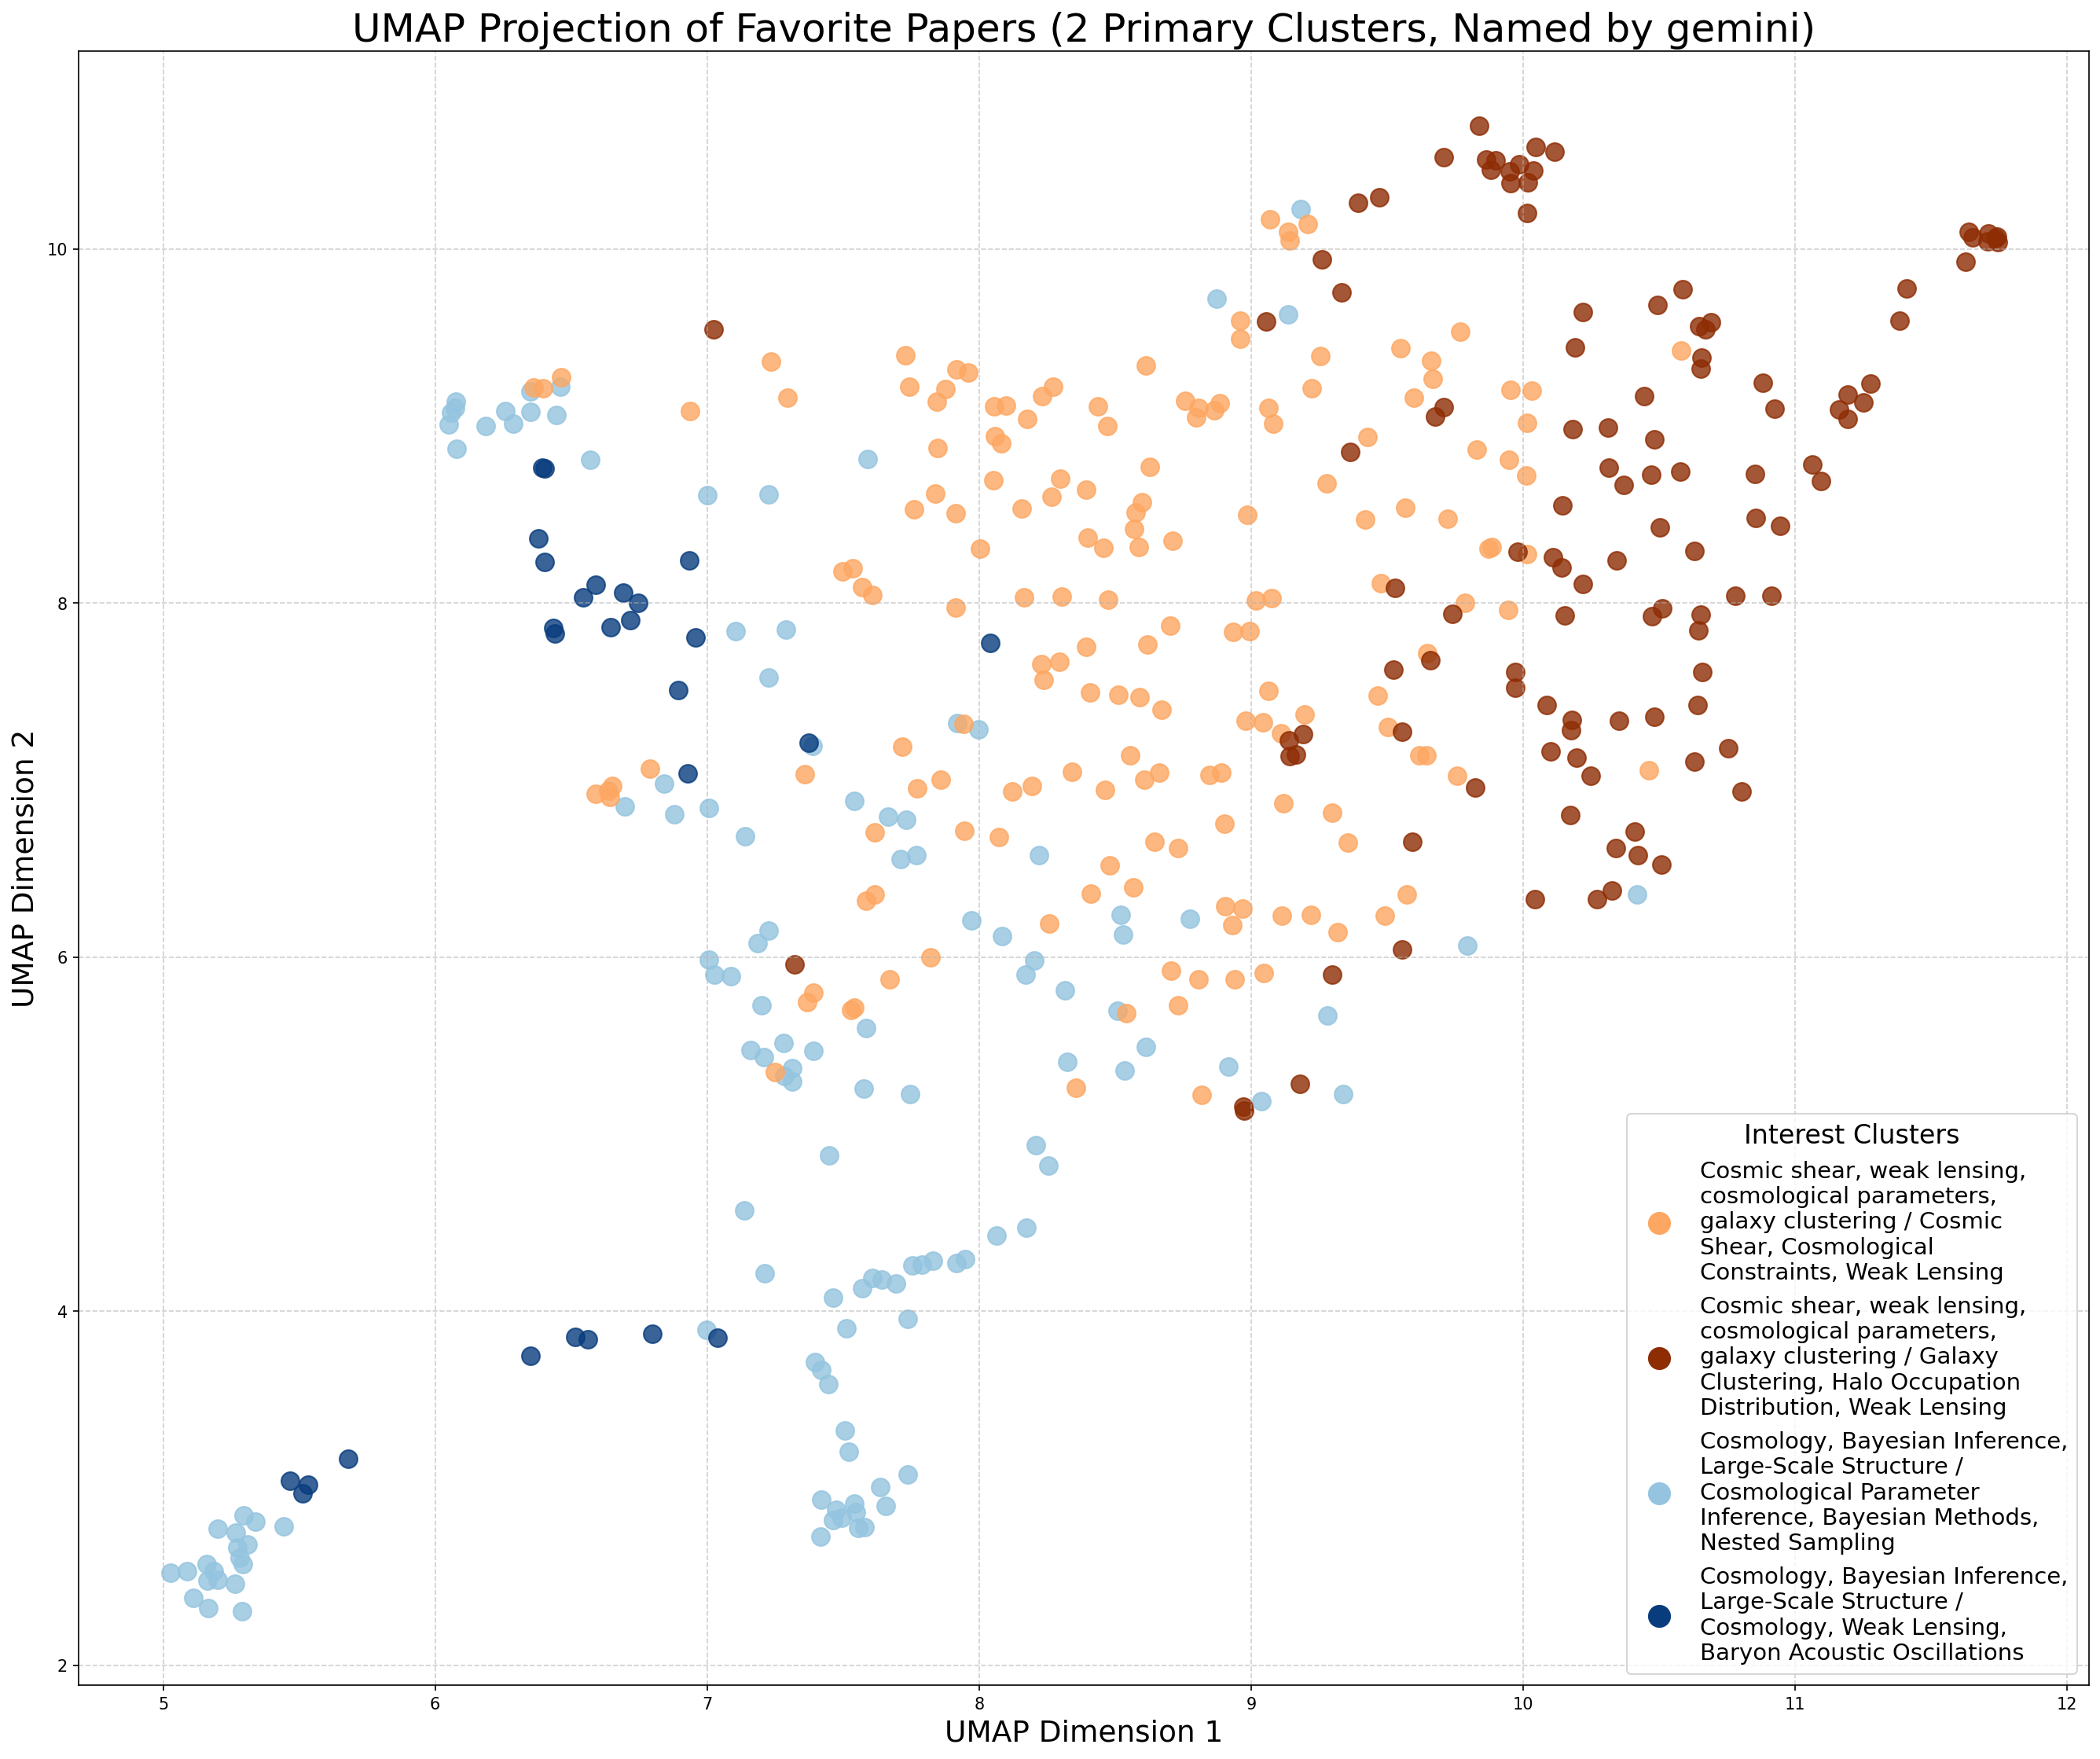 UMAP Projection of Favorite Papers (2 Primary Clusters, Named by gemini)
UMAP Dimension 2
10
8
6
4
2
Interest Clusters
Cosmic shear, weak lensing,
cosmological parameters,
galaxy clustering / Cosmic
Shear, Cosmological
Constraints, Weak Lensing
Cosmic shear, weak lensing,
cosmological parameters,
galaxy clustering / Galaxy
Clustering, Halo Occupation
Distribution, Weak Lensing
Cosmology, Bayesian Inference,
Large-Scale Structure /
Cosmological Parameter
Inference, Bayesian Methods,
Nested Sampling
Cosmology, Bayesian Inference,
Large-Scale Structure /
Cosmology, Weak Lensing,
Baryon Acoustic Oscillations
5 6 7 8 9 10 11 12
UMAP Dimension 1